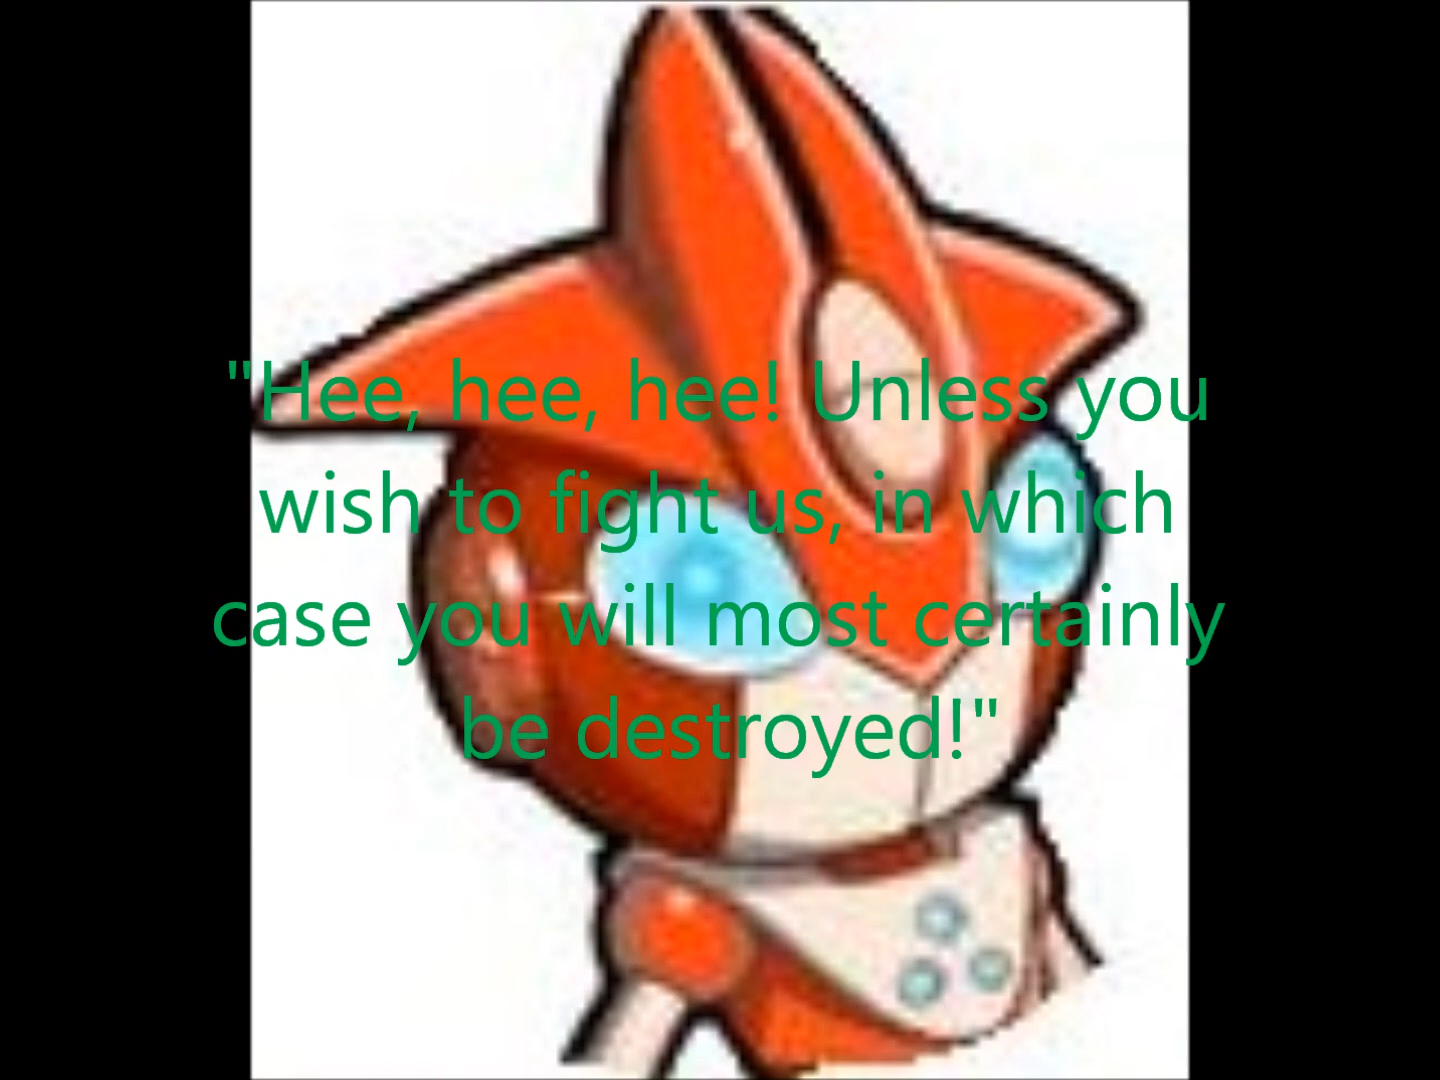 "Hee, hee, hee! Unless you
wish to fight us, in which
case you will most certainly
be destroyed!"